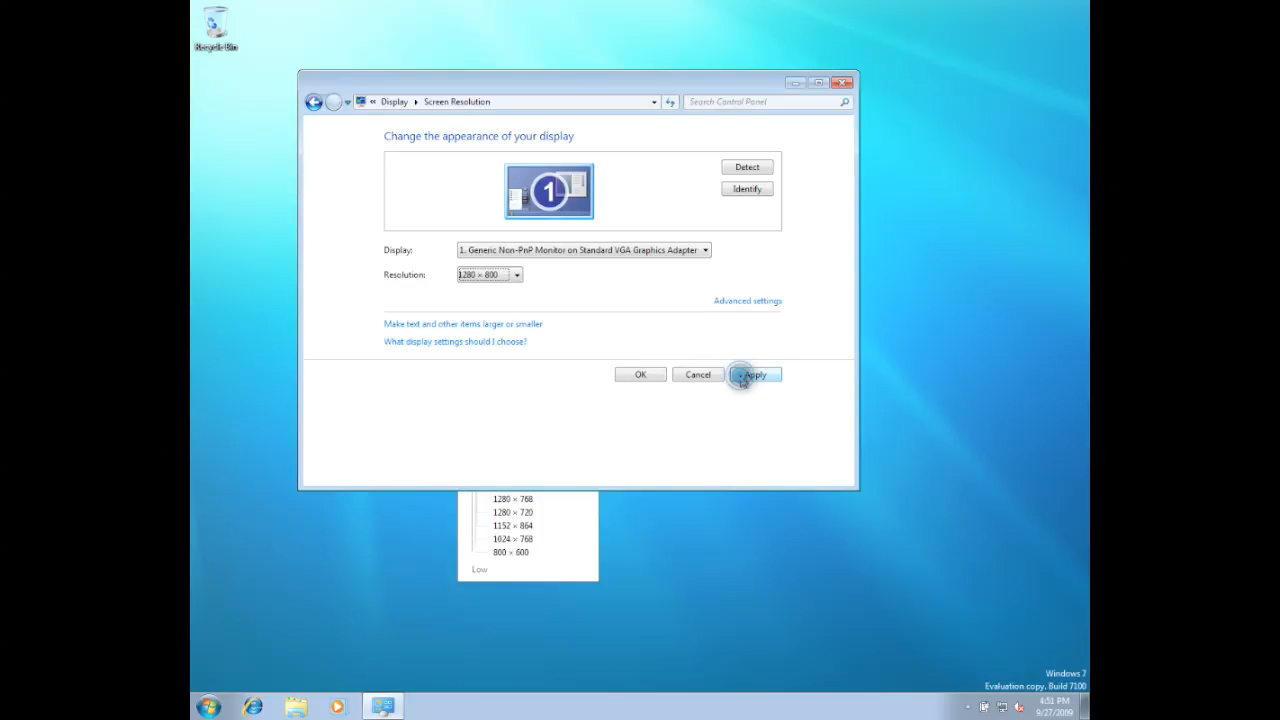 Recycle Bin
« Display ▸ Screen Resolution
Search Control Panel
Change the appearance of your display
1
Detect
Identify
Display: 1. Generic Non-PnP Monitor on Standard VGA Graphics Adapter
Resolution: 1280 × 800
Advanced settings
Make text and other items larger or smaller
What display settings should I choose?
OK Cancel Apply
1280 × 768
1280 × 720
1152 × 864
1024 × 768
800 × 600
Low
Windows 7
Evaluation copy. Build 7100
4:51 PM
9/27/2009